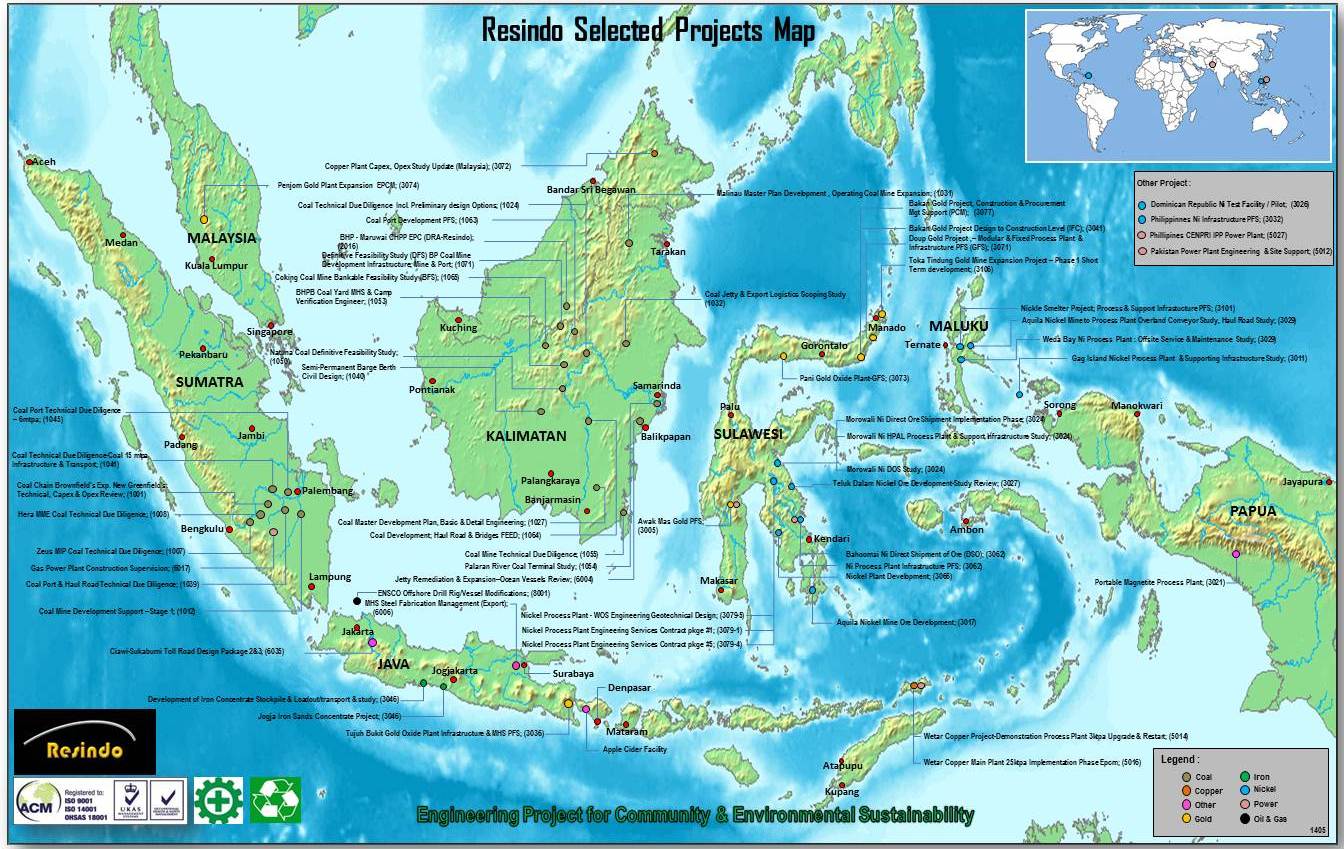 Resindo Selected Projects Map
Other Project :
Dominican Republic Ni Test Facility / Pilot; (3026)
Philippinnes Ni Infrastructure PFS; (3032)
Phillipines CENPRI IPP Power Plant; (5027)
Pakistan Power Plant Engineering & Site Support; (5012)
Copper Plant Capex, Opex Study Update (Malaysia); (3072)
Penjom Gold Plant Expansion EPCM; (3074)
Coal Technical Due Diligence Incl. Preliminary design Options; (1024)
Coal Port Development PFS; (1063)
BHP - Maruwai CHPP EPC (DRA-Resindo);
(2016)
Definitive Feasibility Study (DFS) BP Coal Mine
Development Infrastructure, Mine & Port; (1071)
Coking Coal Mine Bankable Feasibility Study(BFS); (1065)
BHPB Coal Yard MHS & Camp
Verification Engineer; (1053)
Natuna Coal Definitive Feasibility Study;
(1050)
Semi-Permanent Barge Berth
Civil Design; (1040)
Malinau Master Plan Development , Operating Coal Mine Expansion; (1031)
Bakan Gold Project, Construction & Procurement
Mgt Support (PCM); (3077)
Bakan Gold Project Design to Construction Level (IFC); (3041)
Doup Gold Project ,– Modular & Fixed Process Plant &
Infrastructure PFS (GFS); (3071)
Toka Tindung Gold Mine Expansion Project – Phase 1 Short
Term development; (3106)
Coal Jetty & Export Logistics Scoping Study
(1032)
Nickle Smelter Project; Process & Support Infrastucture PFS; (3101)
Aquila Nickel Mine to Process Plant Overland Conveyor Study, Haul Road Study; (3029)
Weda Bay Ni Process Plant : Offsite Service & Maintenance Study; (3029)
Gag Island Nickel Process Plant & Supporting Infrastructure Study; (3011)
Pani Gold Oxide Plant-GFS; (3073)
Morowali Ni Direct Ore Shipment Implementation Phase; (3024)
Morowali Ni HPAL Process Plant & Support Infrastructure Study; (3024)
Morowali Ni DOS Study; (3024)
Teluk Dalam Nickel Ore Development-Study Review; (3027)
Awak Mas Gold PFS;
(3005)
Bahoomai Ni Direct Shipment of Ore (DSO); (3062)
Ni Process Plant Infrastructure PFS; (3062)
Nickel Plant Development; (3066)
Aquila Nickel Mine Ore Development; (3017)
Portable Magnetite Process Plant; (3021)
Coal Port Technical Due Diligence
– 6mtpa; (1045)
Coal Technical Due Diligence-Coal 15 mtpa
Infrastructure & Transport; (1046)
Coal Chain Brownfield's Exp. New Greenfield's
Technical, Capex & Opex Review; (1001)
Hera MME Coal Technical Due Diligence; (1008)
Zeus MIP Coal Technical Due Diligence; (1007)
Gas Power Plant Construction Supervision; (6017)
Coal Port & Haul Road Technical Due Diligence; (1039)
Coal Mine Development Support –Stage 1; (1012)
Coal Master Development Plan, Basic & Detail Engineering; (1027)
Coal Development; Haul Road & Bridges FEED; (1064)
Coal Mine Technical Due Diligence; (1055)
Palaran River Coal Terminal Study; (1054)
Jetty Remediation & Expansion–Ocean Vessels Review; (6004)
ENSCO Offshore Drill Rig/Vessel Modifications; (8001)
MHS Steel Fabrication Management (Export);
(6006)
Nickel Process Plant - WOS Engineering Geotechnical Design; (3079-5)
Nickel Process Plant Engineering Services Contract pkge #1; (3079-1)
Nickel Process Plant Engineering Services Contract pkge #5; (3079-4)
Ciawi-Sukabumi Toll Road Design Package 2&3; (6035)
Development of Iron Concentrate Stockpile & Loadout/transport & study; (3046)
Jogja Iron Sands Concentrate Project; (3046)
Tujuh Bukit Gold Oxide Plant Infrastructure & MHS PFS; (3036)
Apple Cider Facility
Wetar Copper Project-Demonstration Process Plant 3ktpa Upgrade & Restart; (5014)
Wetar Copper Main Plant 25ktpa Implementation Phase Epcm; (5016)
Aceh
Medan
MALAYSIA
Kuala Lumpur
Singapore
Pekanbaru
SUMATRA
Padang
Jambi
Palembang
Bengkulu
Lampung
Bandar Sri Begawan
Tarakan
Kuching
Pontianak
Samarinda
Balikpapan
KALIMATAN
Palangkaraya
Banjarmasin
Manado
Gorontalo
Palu
SULAWESI
Kendari
Makasar
MALUKU
Ternate
Sorong
Manokwari
Jayapura
PAPUA
Ambon
Jakarta
JAVA
Jogjakarta
Surabaya
Denpasar
Mataram
Atapupu
Kupang
Resindo
ACM
Registered to:
ISO 9001
ISO 14001
OHSAS 18001
UKAS
MANAGEMENT
SYSTEMS
Engineering Project for Community & Environmental Sustainability
Legend :
Coal
Copper
Other
Gold
Iron
Nickel
Power
Oil & Gas
1405